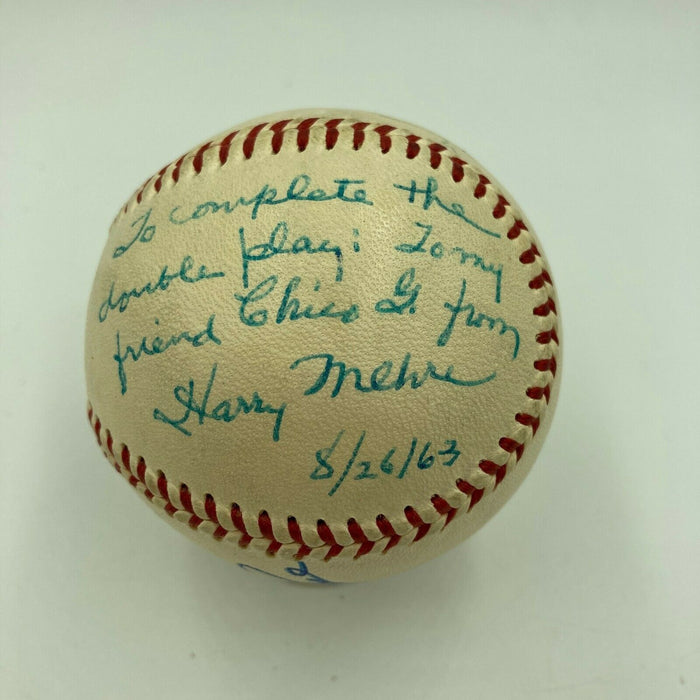 To complete the
double play: To my
friend Chico G. from
Harry Mehre
8/26/63